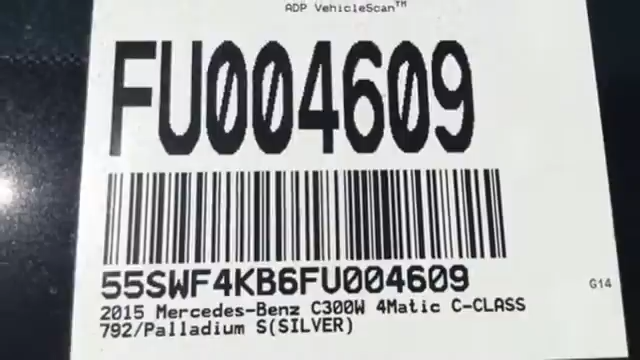 ADP VehicleScan™
FU004609
55SWF4KB6FU004609
G14
2015 Mercedes-Benz C300W 4Matic C-CLASS
792/Palladium S(SILVER)